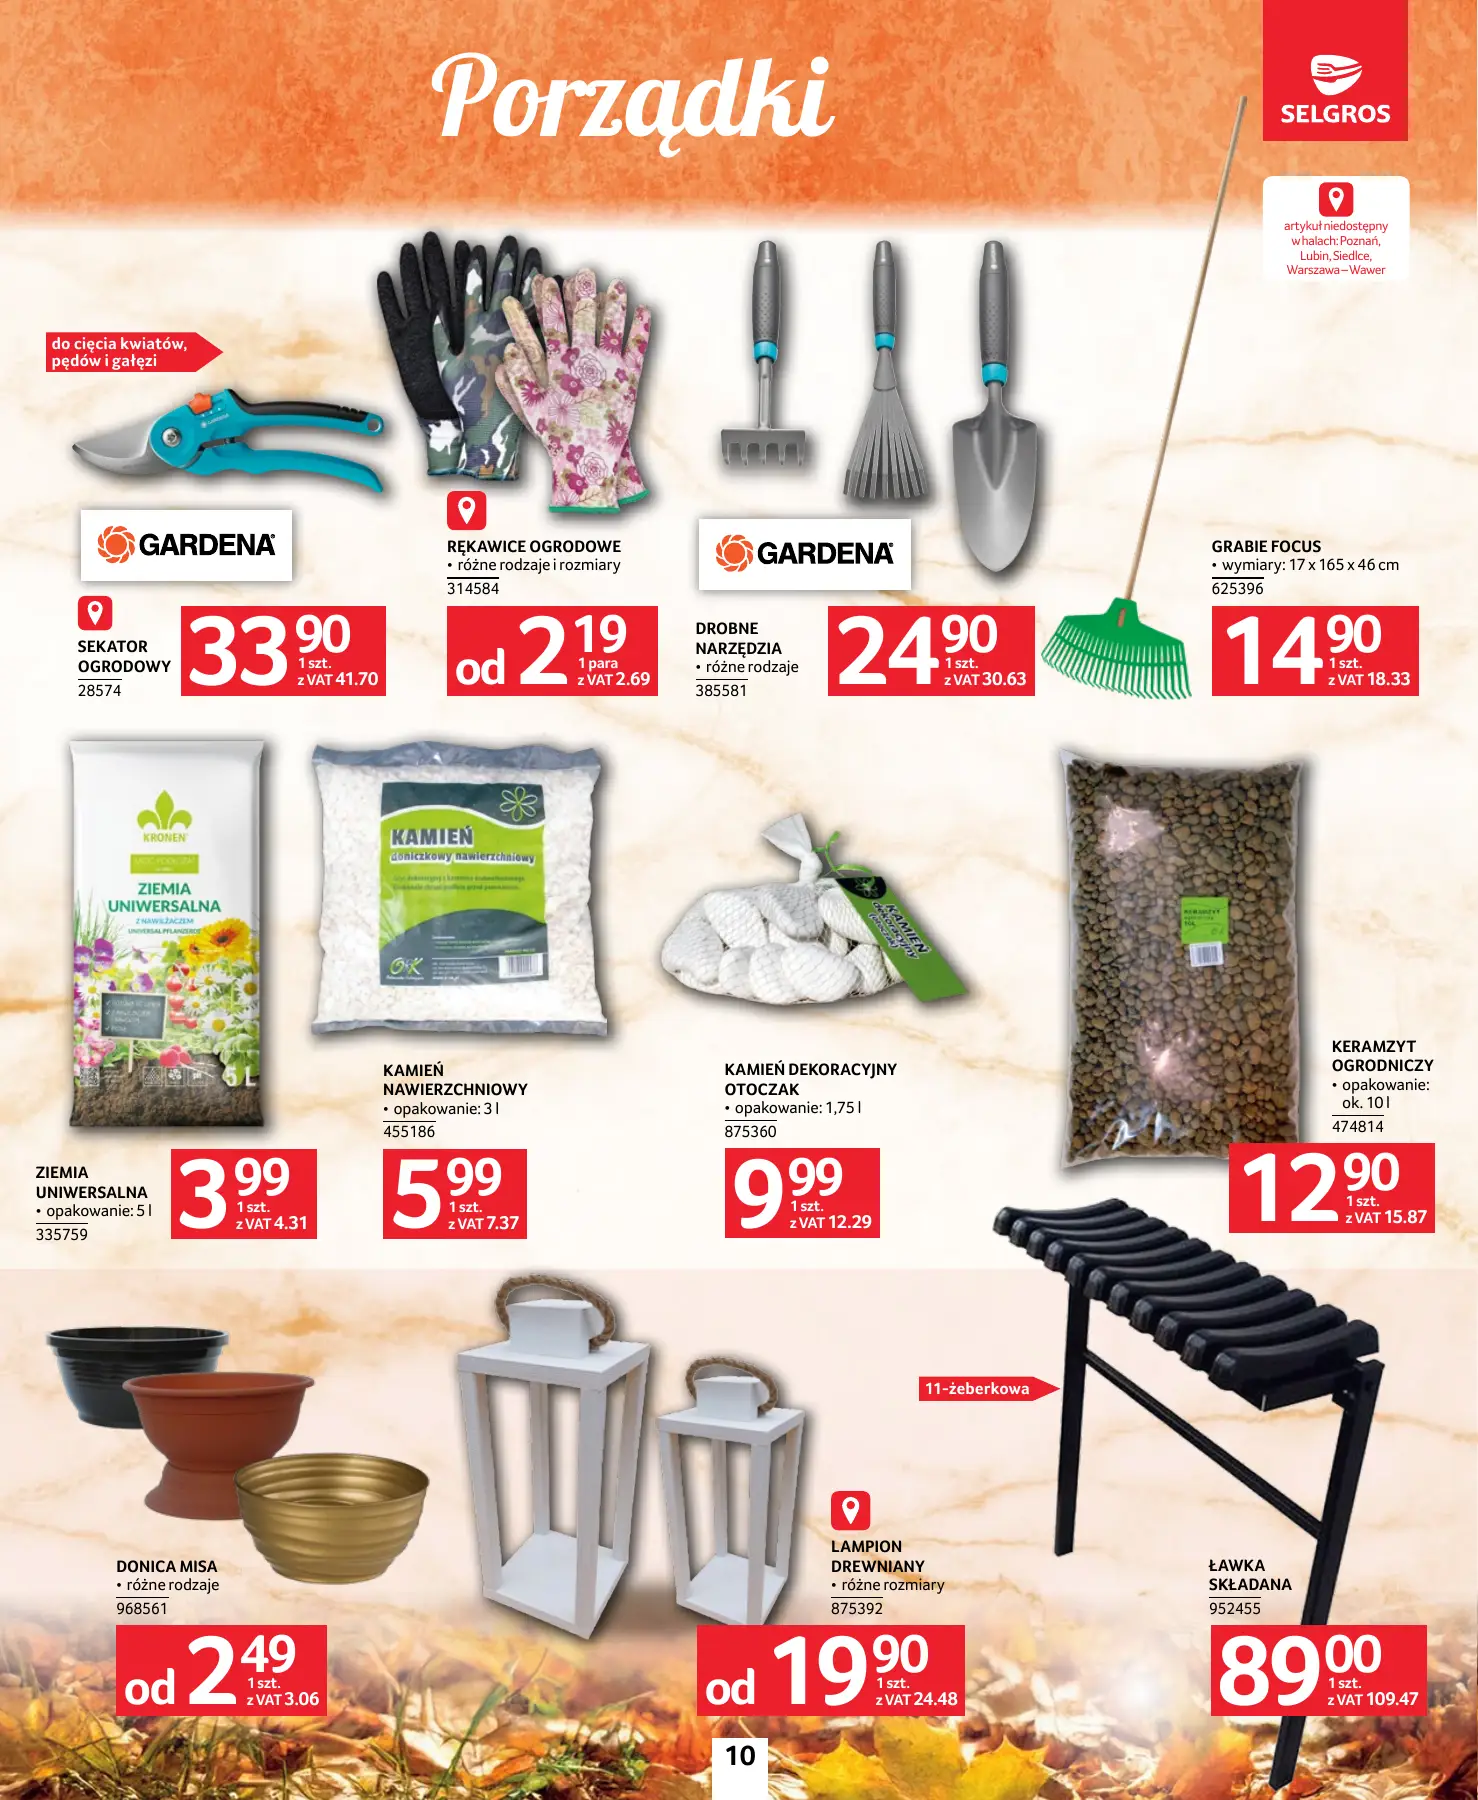 Porządki
SELGROS
artykuł niedostępny
w halach: Poznań,
Lubin, Siedlce,
Warszawa – Wawer
do cięcia kwiatów,
pędów i gałęzi
GARDENA
SEKATOR
OGRODOWY
28574
33 90
1 szt.
z VAT 41.70
RĘKAWICE OGRODOWE
• różne rodzaje i rozmiary
314584
od 2 19
1 para
z VAT 2.69
GARDENA
DROBNE
NARZĘDZIA
• różne rodzaje
385581
24 90
1 szt.
z VAT 30.63
GRABIE FOCUS
• wymiary: 17 x 165 x 46 cm
625396
14 90
1 szt.
z VAT 18.33
KRONEN
ZIEMIA
UNIWERSALNA
Z NAWILŻACZEM
UNIVERSAL PFLANZERDE
5 L
ZIEMIA
UNIWERSALNA
• opakowanie: 5 l
335759
3 99
1 szt.
z VAT 4.31
KAMIEŃ
doniczkowy nawierzchniowy
KAMIEŃ
NAWIERZCHNIOWY
• opakowanie: 3 l
455186
5 99
1 szt.
z VAT 7.37
KAMIEŃ
dekoracyjny
otoczak
KAMIEŃ DEKORACYJNY
OTOCZAK
• opakowanie: 1,75 l
875360
9 99
1 szt.
z VAT 12.29
KERAMZYT
KERAMZYT
OGRODNICZY
• opakowanie:
ok. 10 l
474814
12 90
1 szt.
z VAT 15.87
DONICA MISA
• różne rodzaje
968561
od 2 49
1 szt.
z VAT 3.06
LAMPION
DREWNIANY
• różne rozmiary
875392
od 19 90
1 szt.
z VAT 24.48
11-żeberkowa
ŁAWKA
SKŁADANA
952455
89 00
1 szt.
z VAT 109.47
10